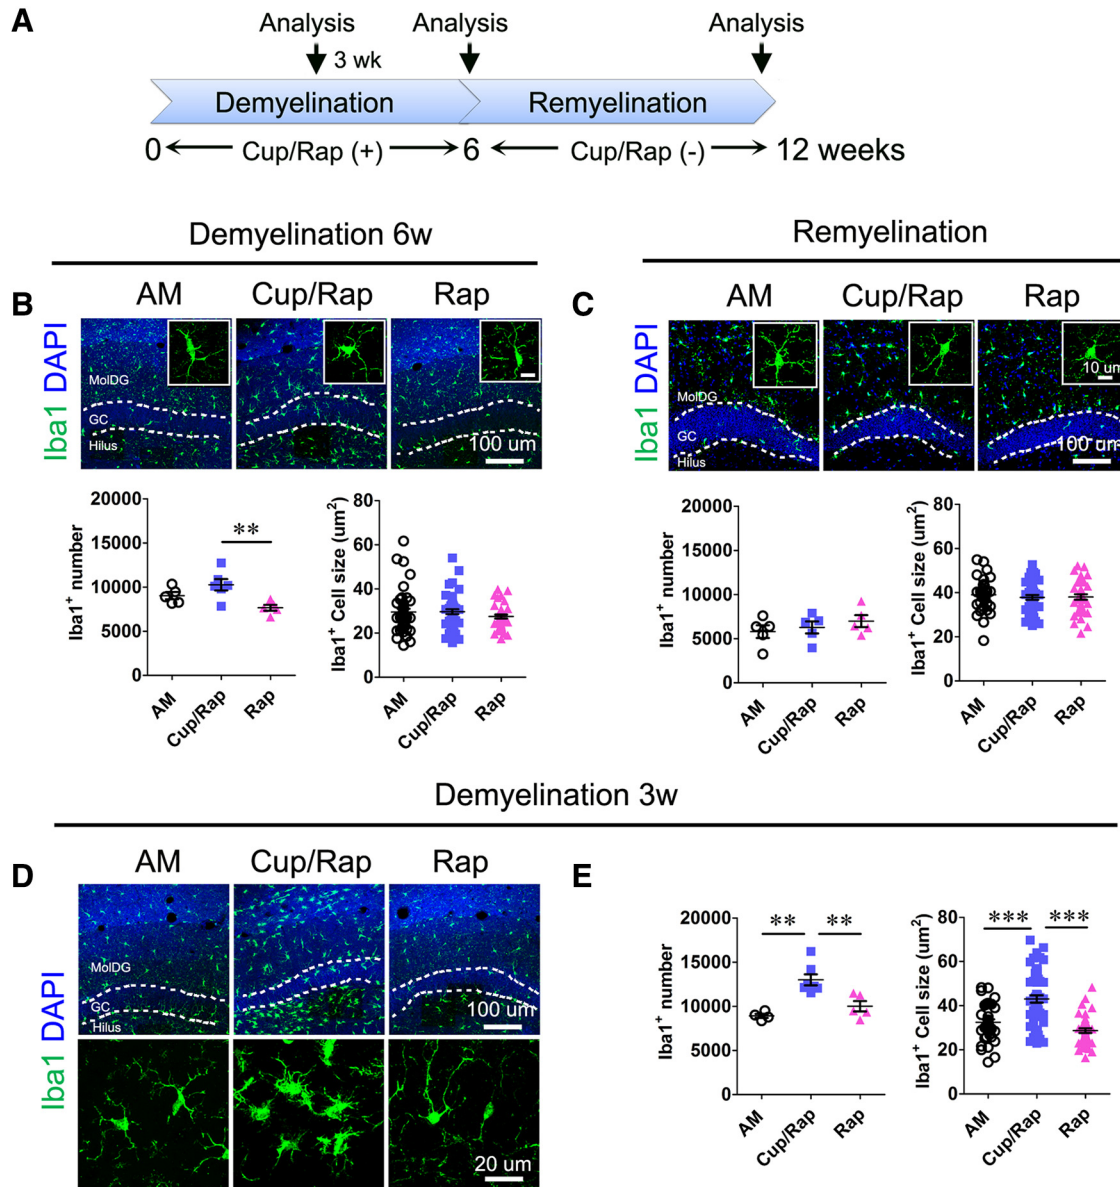 A
Analysis
Analysis
Analysis
3 wk
Demyelination
Remyelination
0
Cup/Rap (+)
6
Cup/Rap (-)
12 weeks
Demyelination 6w
B
AM
Cup/Rap
Rap
Iba1 DAPI
MolDG
GC
Hilus
100 um
20000
15000
10000
5000
0
Iba1+ number
**
AM
Cup/Rap
Rap
80
60
40
20
0
Iba1+ Cell size (um2)
AM
Cup/Rap
Rap
Remyelination
C
AM
Cup/Rap
Rap
Iba1 DAPI
MolDG
GC
Hilus
10 um
100 um
20000
15000
10000
5000
0
Iba1+ number
AM
Cup/Rap
Rap
80
60
40
20
0
Iba1+ Cell size (um2)
AM
Cup/Rap
Rap
Demyelination 3w
D
AM
Cup/Rap
Rap
Iba1 DAPI
MolDG
GC
Hilus
100 um
Iba1
20 um
E
20000
15000
10000
5000
0
Iba1+ number
**
**
AM
Cup/Rap
Rap
80
60
40
20
0
Iba1+ Cell size (um2)
***
***
AM
Cup/Rap
Rap